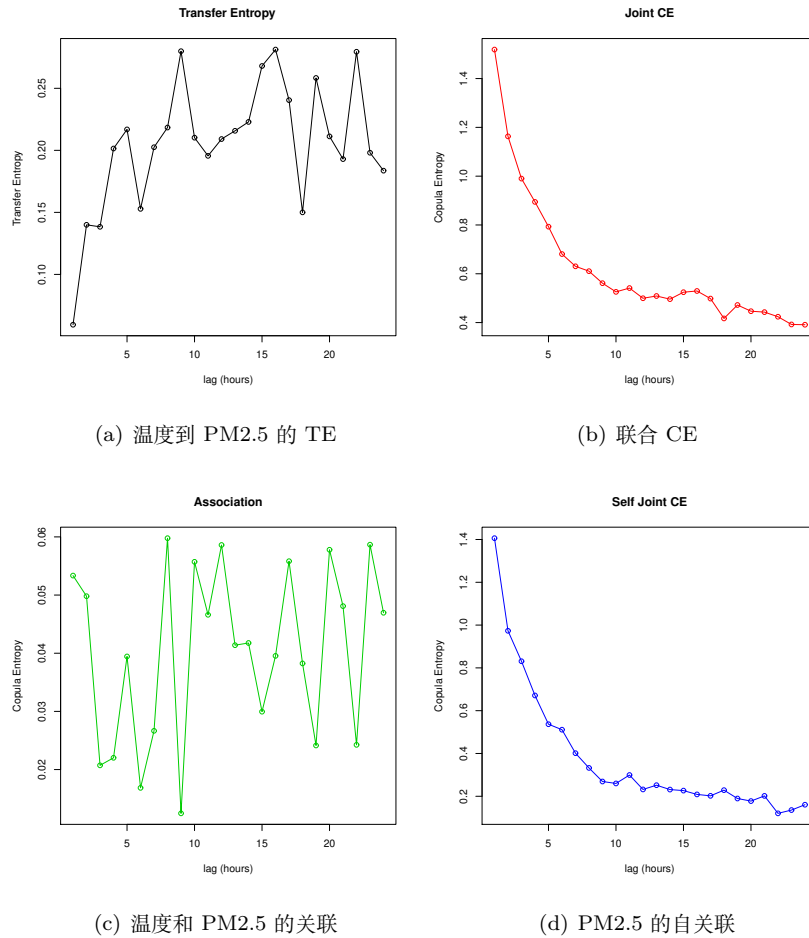 Transfer Entropy
Transfer Entropy
0.10 0.15 0.20 0.25
5 10 15 20
lag (hours)
(a) 温度到 PM2.5 的 TE
Joint CE
Copula Entropy
0.4 0.6 0.8 1.0 1.2 1.4
5 10 15 20
lag (hours)
(b) 联合 CE
Association
Copula Entropy
0.02 0.03 0.04 0.05 0.06
5 10 15 20
lag (hours)
(c) 温度和 PM2.5 的关联
Self Joint CE
Copula Entropy
0.2 0.4 0.6 0.8 1.0 1.2 1.4
5 10 15 20
lag (hours)
(d) PM2.5 的自关联